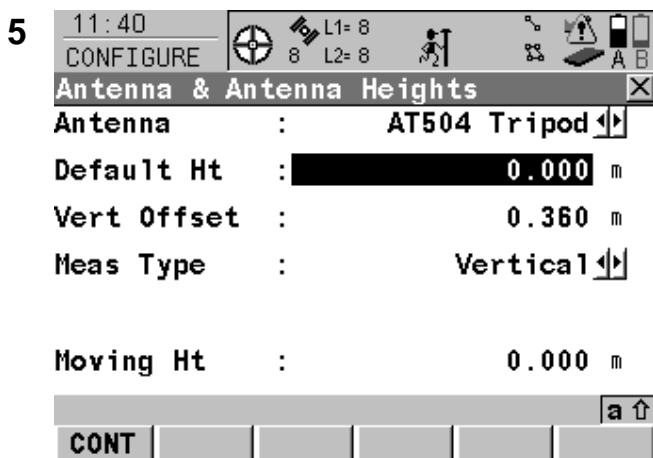 5
11:40
CONFIGURE
8 L1= 8
L2= 8
A B
Antenna & Antenna Heights
Antenna : AT504 Tripod
Default Ht : 0.000 m
Vert Offset : 0.360 m
Meas Type : Vertical
Moving Ht : 0.000 m
a
CONT